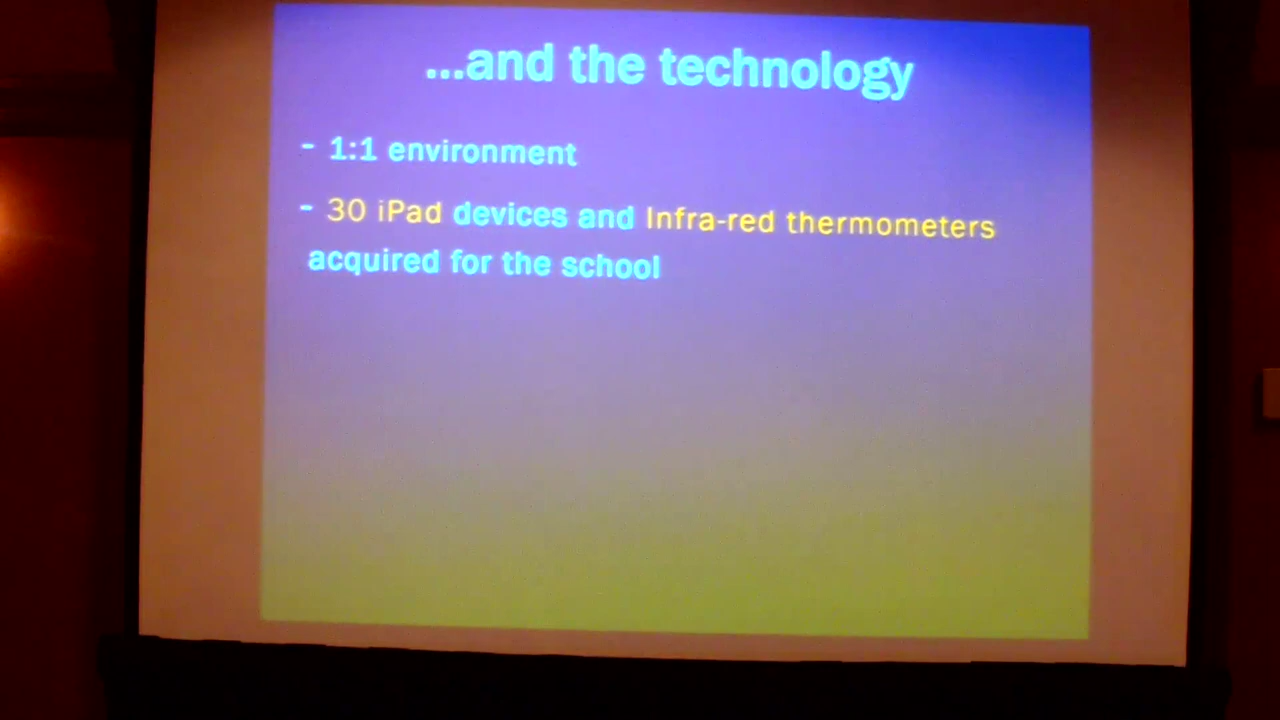 ...and the technology
- 1:1 environment
- 30 iPad devices and Infra-red thermometers
acquired for the school